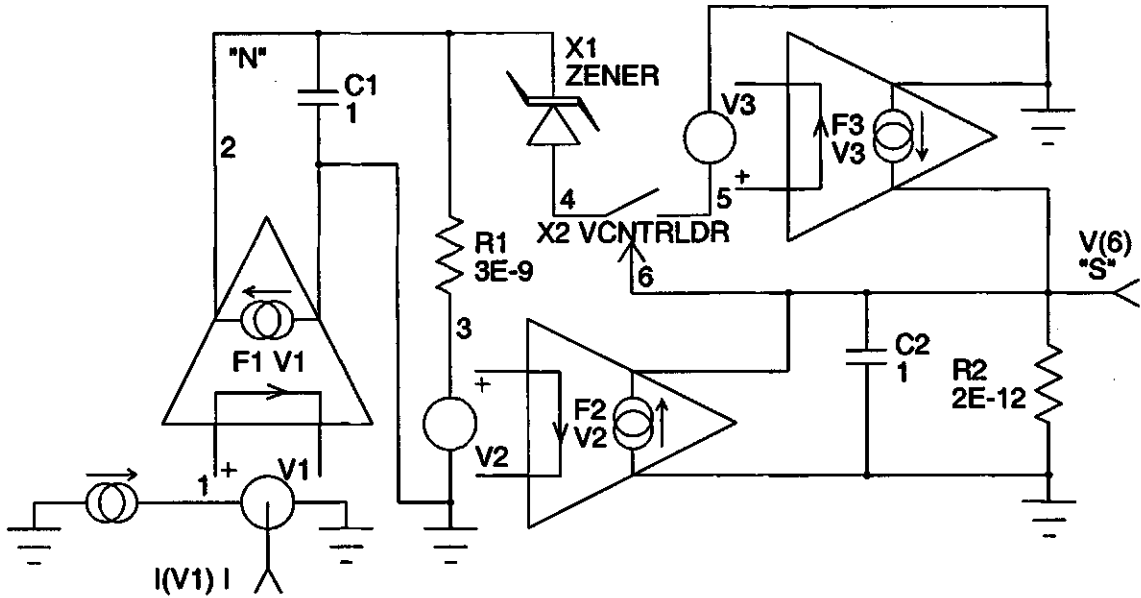 "N"
C1
1
2
X1
ZENER
V3
+
F3
V3
4
5
X2 VCNTRLDR
6
V(6)
"S"
R1
3E-9
3
F1 V1
+
V2
F2
V2
C2
1
R2
2E-12
1
+
V1
I(V1) I